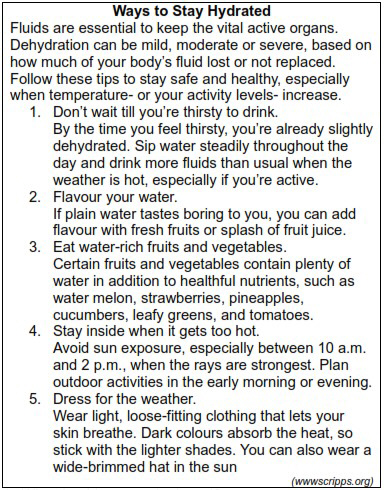 Ways to Stay Hydrated
Fluids are essential to keep the vital active organs.
Dehydration can be mild, moderate or severe, based on
how much of your body's fluid lost or not replaced.
Follow these tips to stay safe and healthy, especially
when temperature- or your activity levels- increase.
1. Don't wait till you're thirsty to drink.
By the time you feel thirsty, you're already slightly
dehydrated. Sip water steadily throughout the
day and drink more fluids than usual when the
weather is hot, especially if you're active.
2. Flavour your water.
If plain water tastes boring to you, you can add
flavour with fresh fruits or splash of fruit juice.
3. Eat water-rich fruits and vegetables.
Certain fruits and vegetables contain plenty of
water in addition to healthful nutrients, such as
water melon, strawberries, pineapples,
cucumbers, leafy greens, and tomatoes.
4. Stay inside when it gets too hot.
Avoid sun exposure, especially between 10 a.m.
and 2 p.m., when the rays are strongest. Plan
outdoor activities in the early morning or evening.
5. Dress for the weather.
Wear light, loose-fitting clothing that lets your
skin breathe. Dark colours absorb the heat, so
stick with the lighter shades. You can also wear a
wide-brimmed hat in the sun
(wwwscripps.org)